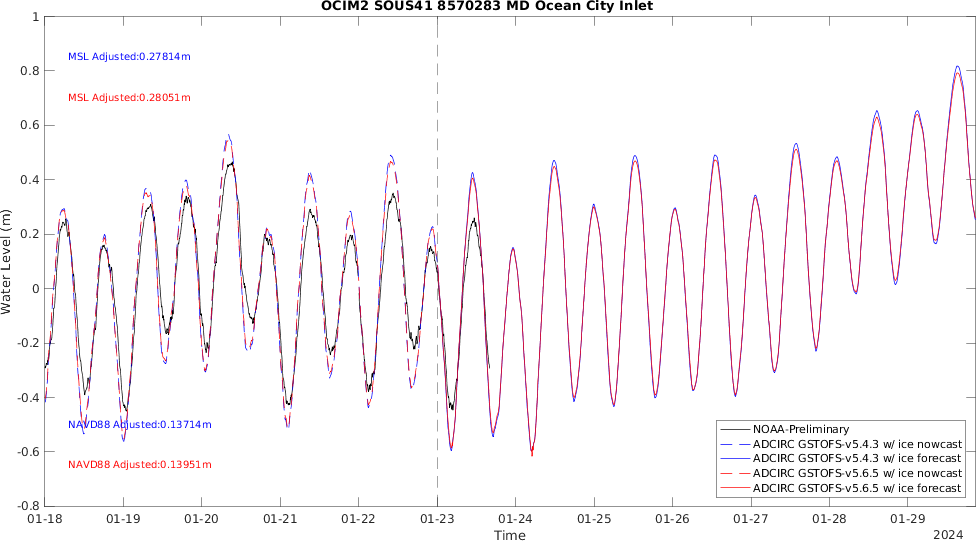 OCIM2 SOUS41 8570283 MD Ocean City Inlet
1
0.8
0.6
0.4
0.2
0
-0.2
-0.4
-0.6
-0.8
Water Level (m)
MSL Adjusted:0.27814m
MSL Adjusted:0.28051m
NAVD88 Adjusted:0.13714m
NAVD88 Adjusted:0.13951m
NOAA-Preliminary
ADCIRC GSTOFS-v5.4.3 w/ ice nowcast
ADCIRC GSTOFS-v5.4.3 w/ ice forecast
ADCIRC GSTOFS-v5.6.5 w/ ice nowcast
ADCIRC GSTOFS-v5.6.5 w/ ice forecast
01-18 01-19 01-20 01-21 01-22 01-23 01-24 01-25 01-26 01-27 01-28 01-29
Time
2024